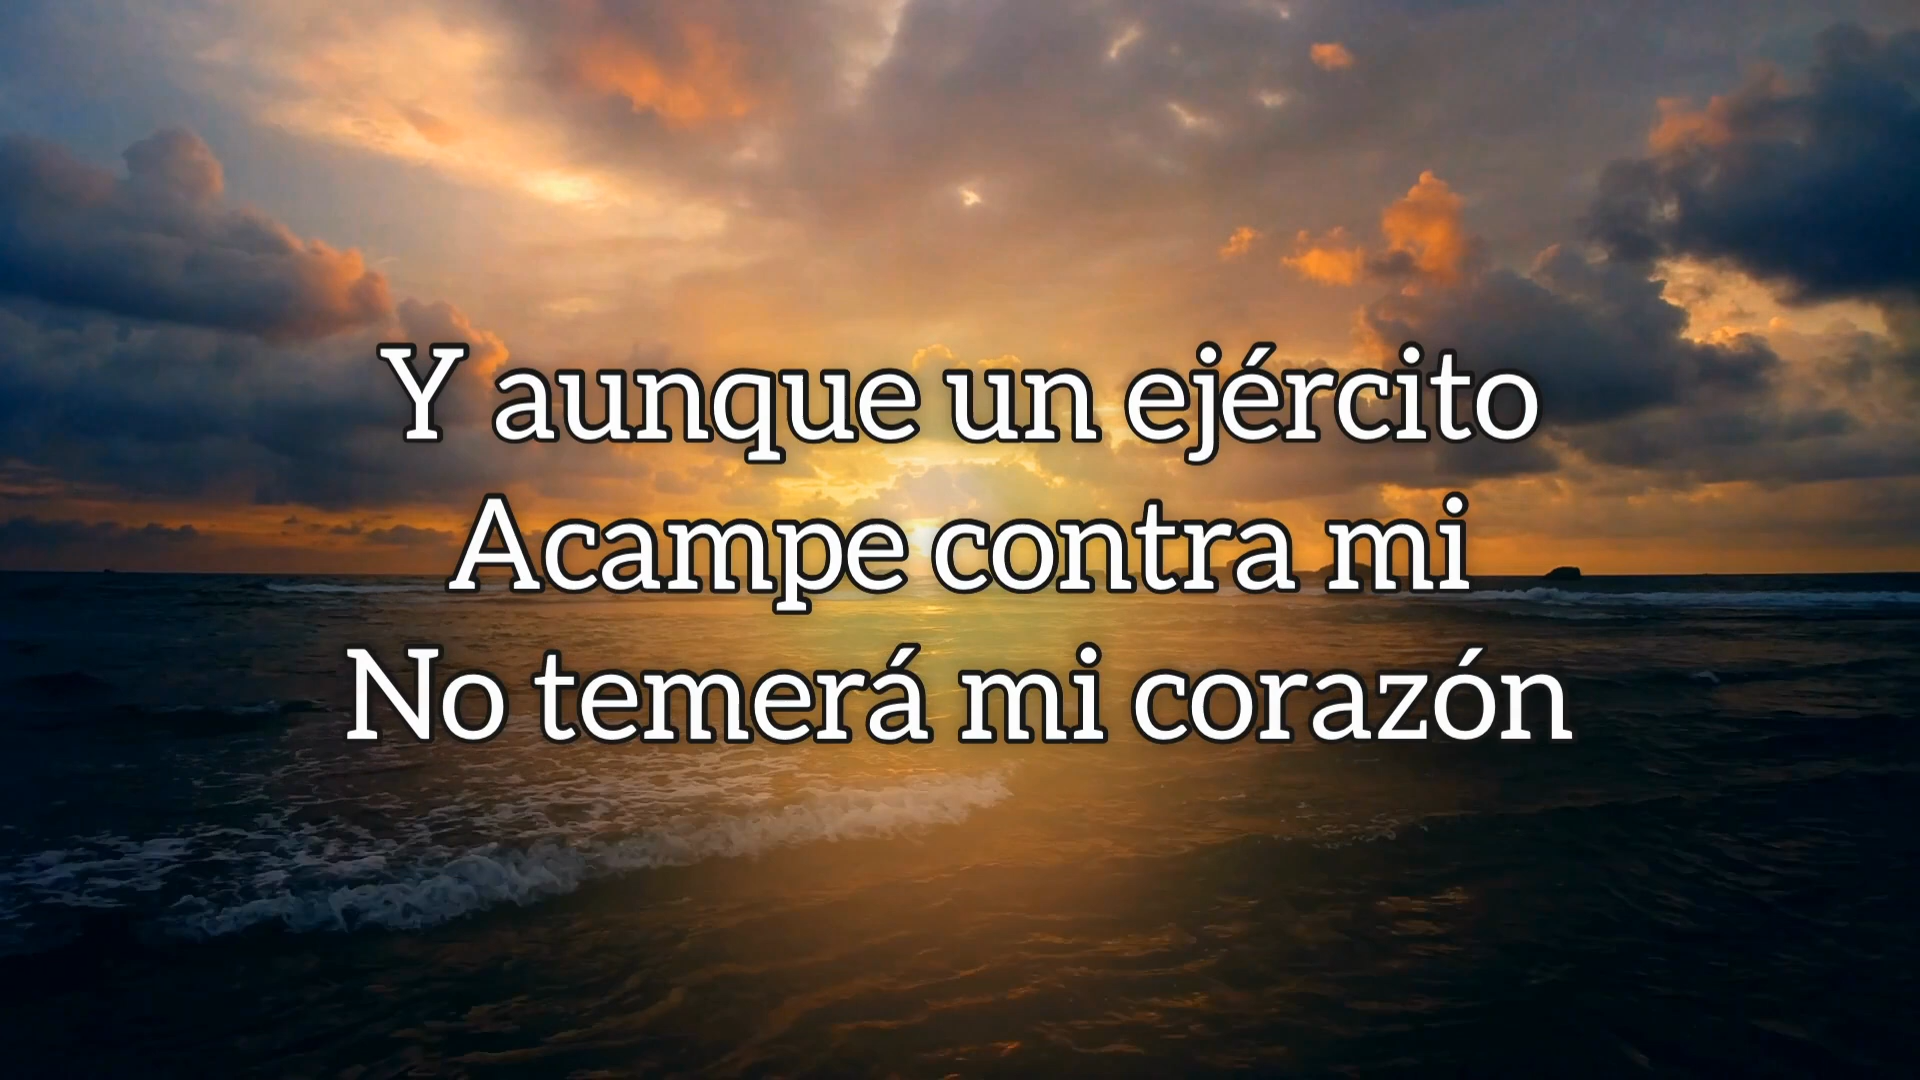 Y aunque un ejército
Acampe contra mi
No temerá mi corazón